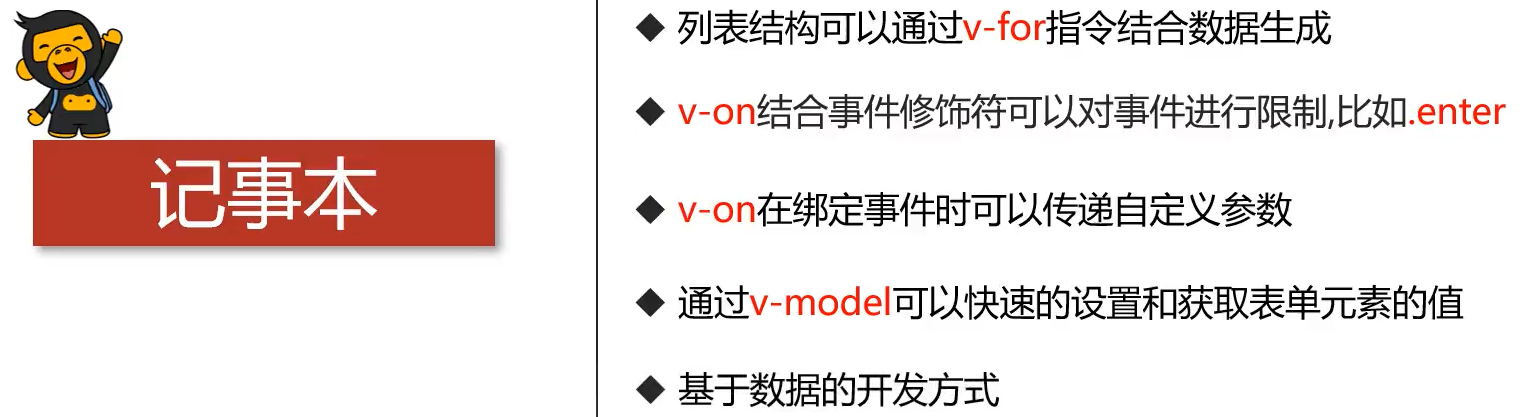 记事本
列表结构可以通过v-for指令结合数据生成
v-on结合事件修饰符可以对事件进行限制,比如.enter
v-on在绑定事件时可以传递自定义参数
通过v-model可以快速的设置和获取表单元素的值
基于数据的开发方式